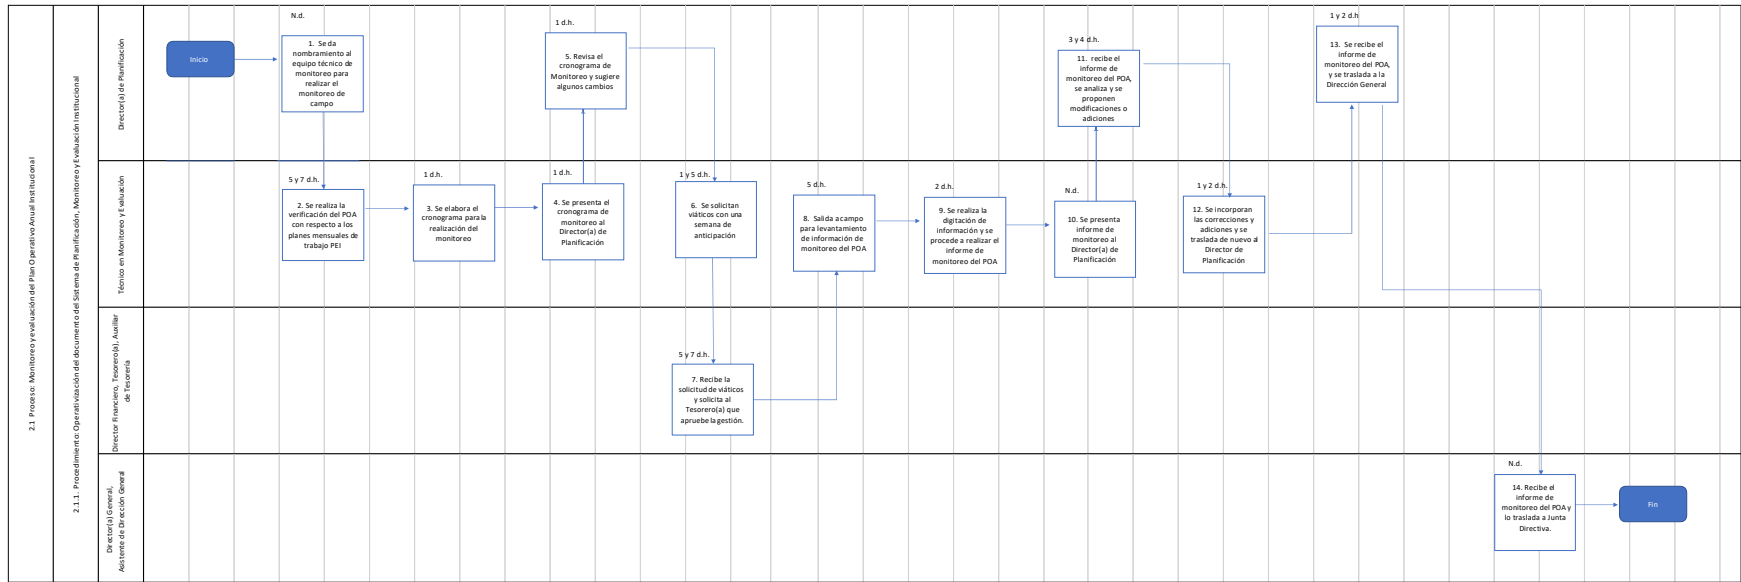 2.1 Proceso: Monitoreo y evaluación del Plan Operativo Anual Institucional
2.1.1. Procedimiento: Operativización del documento del Sistema de Planificación, Monitoreo y Evaluación Institucional
Director(a) de Planificación
Inicio
N.d.
1. Se da
nombramiento al
equipo técnico de
monitoreo para
realizar el
monitoreo de
campo
1 d.h.
5. Revisa el
cronograma de
Monitoreo y sugiere
algunos cambios
3 y 4 d.h.
11. recibe el
informe de
monitoreo del POA,
se analiza y se
proponen
modificaciones o
adiciones
1 y 2 d.h
13. Se recibe el
informe de
monitoreo del POA,
y se traslada a la
Dirección General
Técnico en Monitoreo y Evaluación
5 y 7 d.h.
2. Se realiza la
verificación del POA
con respecto a los
planes mensuales de
trabajo PEI
1 d.h.
3. Se elabora el
cronograma para la
realización del
monitoreo
1 d.h.
4. Se presenta el
cronograma de
monitoreo al
Director(a) de
Planificación
1 y 5 d.h.
6. Se solicitan
viáticos con una
semana de
anticipación
5 d.h.
8. Salida a campo
para levantamiento
de información de
monitoreo del POA
2 d.h.
9. Se realiza la
digitación de
información y se
procede a realizar el
informe de
monitoreo del POA
N.d.
10. Se presenta
informe de
monitoreo al
Director(a) de
Planificación
1 y 2 d.h.
12. Se incorporan
las correcciones y
adiciones y se
traslada de nuevo al
Director de
Planificación
Director Financiero, Tesorero(a), Auxiliar
de Tesorería
5 y 7 d.h.
7. Recibe la
solicitud de viáticos
y solicita al
Tesorero(a) que
apruebe la gestión.
Director(a) General,
Asistente de Dirección General
N.d.
14. Recibe el
informe de
monitoreo del POA y
lo traslada a Junta
Directiva.
Fin